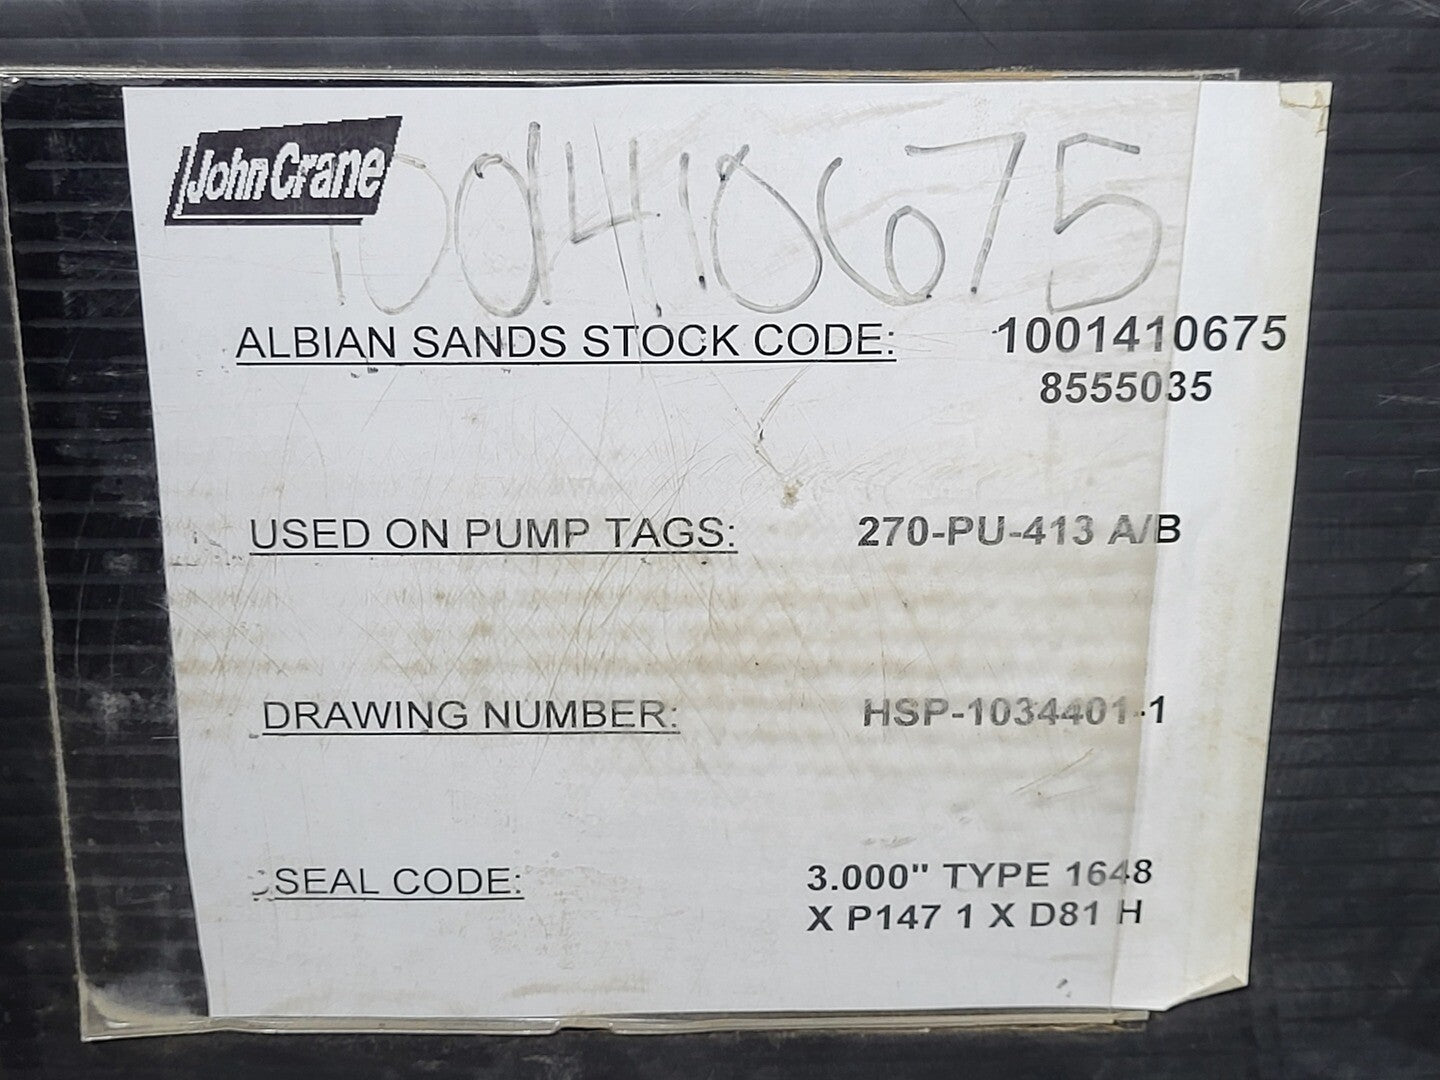 John Crane
1001410675
ALBIAN SANDS STOCK CODE: 1001410675
8555035
USED ON PUMP TAGS: 270-PU-413 A/B
DRAWING NUMBER: HSP-1034401-1
SEAL CODE: 3.000" TYPE 1648
X P147 1 X D81 H